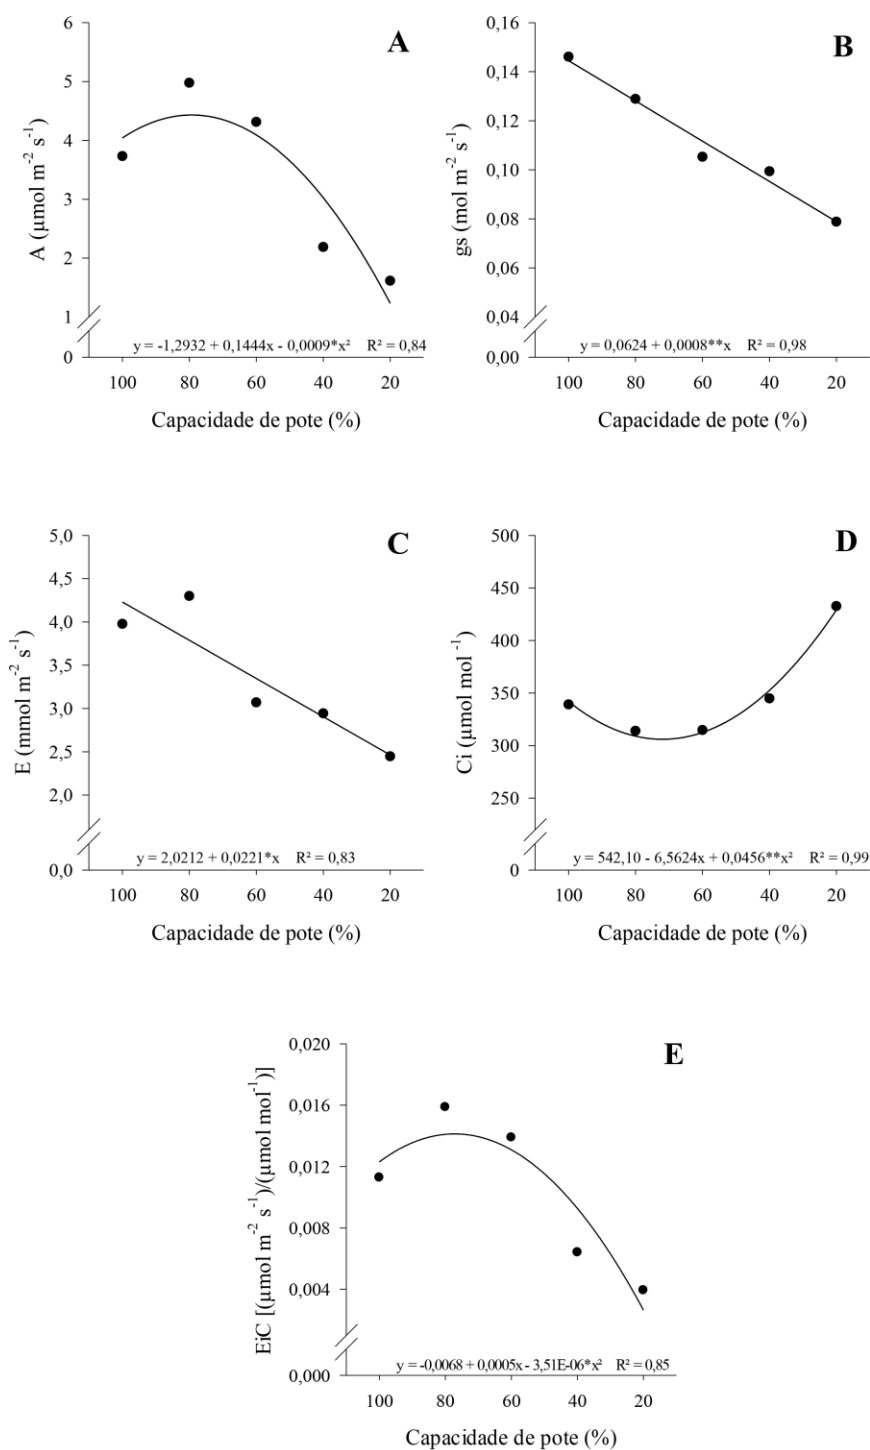 A
A (μmol m⁻² s⁻¹)
6
5
4
3
2
1
0
y = -1,2932 + 0,1444x - 0,0009*x² R² = 0,84
100 80 60 40 20
Capacidade de pote (%)
B
gs (mol m⁻² s⁻¹)
0,16
0,14
0,12
0,10
0,08
0,06
0,04
0,00
y = 0,0624 + 0,0008**x R² = 0,98
100 80 60 40 20
Capacidade de pote (%)
C
E (mmol m⁻² s⁻¹)
5,0
4,5
4,0
3,5
3,0
2,5
2,0
0,0
y = 2,0212 + 0,0221*x R² = 0,83
100 80 60 40 20
Capacidade de pote (%)
D
Ci (μmol mol⁻¹)
500
450
400
350
300
250
0
y = 542,10 - 6,5624x + 0,0456**x² R² = 0,99
100 80 60 40 20
Capacidade de pote (%)
E
EiC [(μmol m⁻² s⁻¹)/(μmol mol⁻¹)]
0,020
0,016
0,012
0,008
0,004
0,000
y = -0,0068 + 0,0005x - 3,51E-06*x² R² = 0,85
100 80 60 40 20
Capacidade de pote (%)